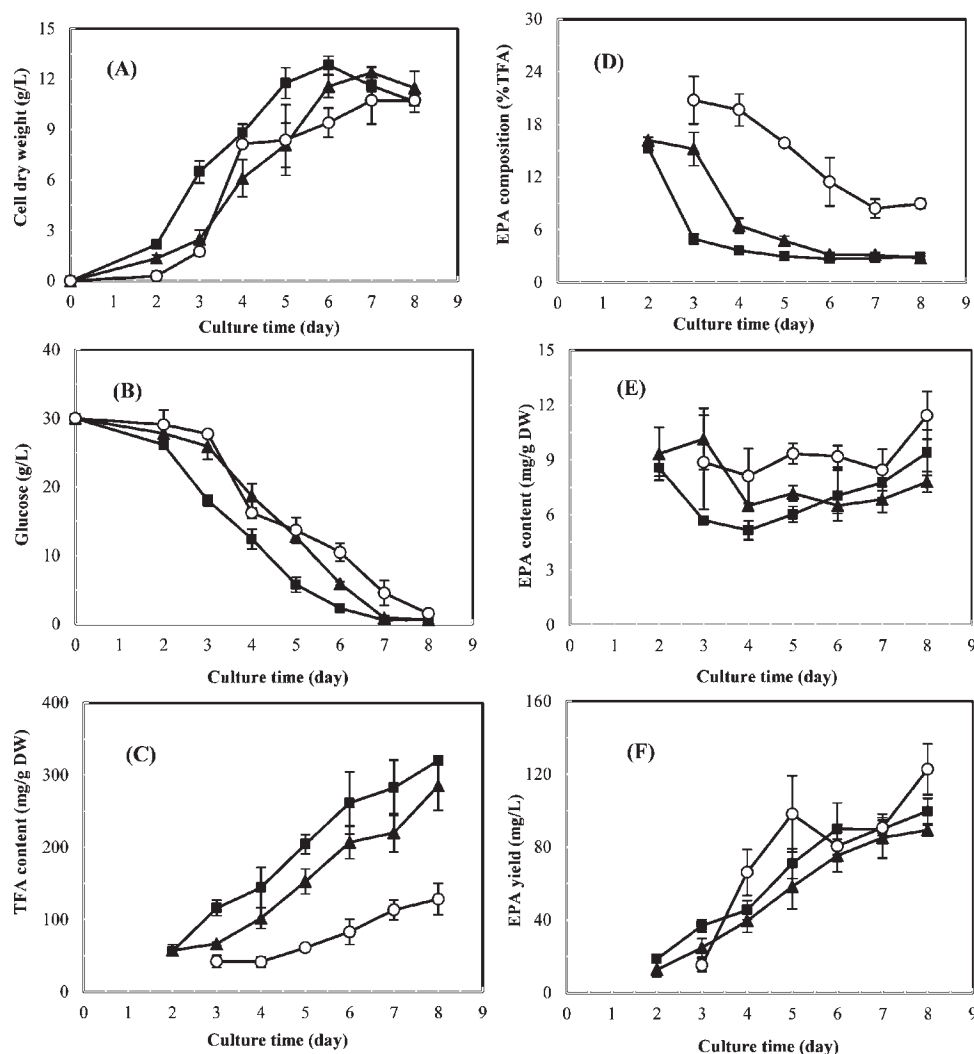 Cell dry weight (g/L)
15
12
9
6
3
0
(A)
0 1 2 3 4 5 6 7 8 9
Culture time (day)
EPA composition (%TFA)
30
24
18
12
6
0
(D)
0 1 2 3 4 5 6 7 8 9
Culture time (day)
Glucose (g/L)
40
30
20
10
0
(B)
0 1 2 3 4 5 6 7 8 9
Culture time (day)
EPA content (mg/g DW)
15
12
9
6
3
0
(E)
0 1 2 3 4 5 6 7 8 9
Culture time (day)
TFA content (mg/g DW)
400
300
200
100
0
(C)
0 1 2 3 4 5 6 7 8 9
Culture time (day)
EPA yield (mg/L)
160
120
80
40
0
(F)
0 1 2 3 4 5 6 7 8 9
Culture time (day)